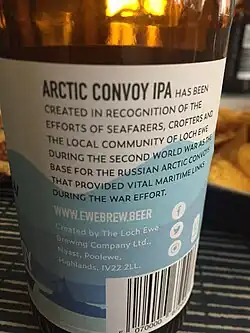 ARCTIC CONVOY IPA HAS BEEN
CREATED IN RECOGNITION OF THE
EFFORTS OF SEAFARERS, CROFTERS AND
THE LOCAL COMMUNITY OF LOCH EWE
DURING THE SECOND WORLD WAR AS THE
BASE FOR THE RUSSIAN ARCTIC CONVOYS
THAT PROVIDED VITAL MARITIME LINKS
DURING THE WAR EFFORT.
WWW.EWEBREW.BEER
Created by The Loch Ewe
Brewing Company Ltd.,
Naast, Poolewe,
Highlands, IV22 2LL.